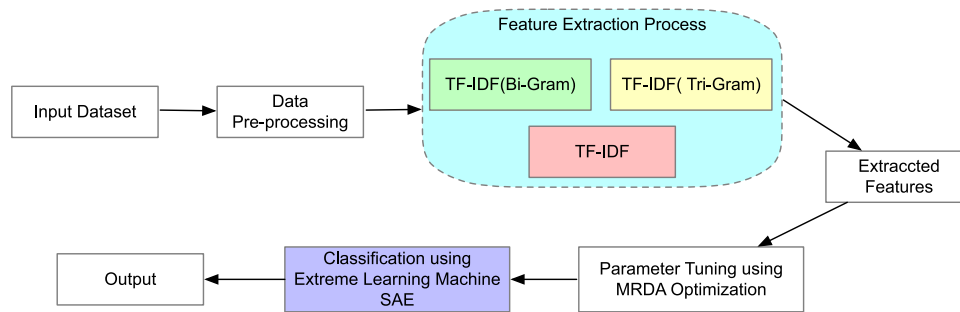 Feature Extraction Process
TF-IDF(Bi-Gram)
TF-IDF( Tri-Gram)
TF-IDF
Input Dataset
Data
Pre-processing
Extraccted
Features
Parameter Tuning using
MRDA Optimization
Classification using
Extreme Learning Machine
SAE
Output